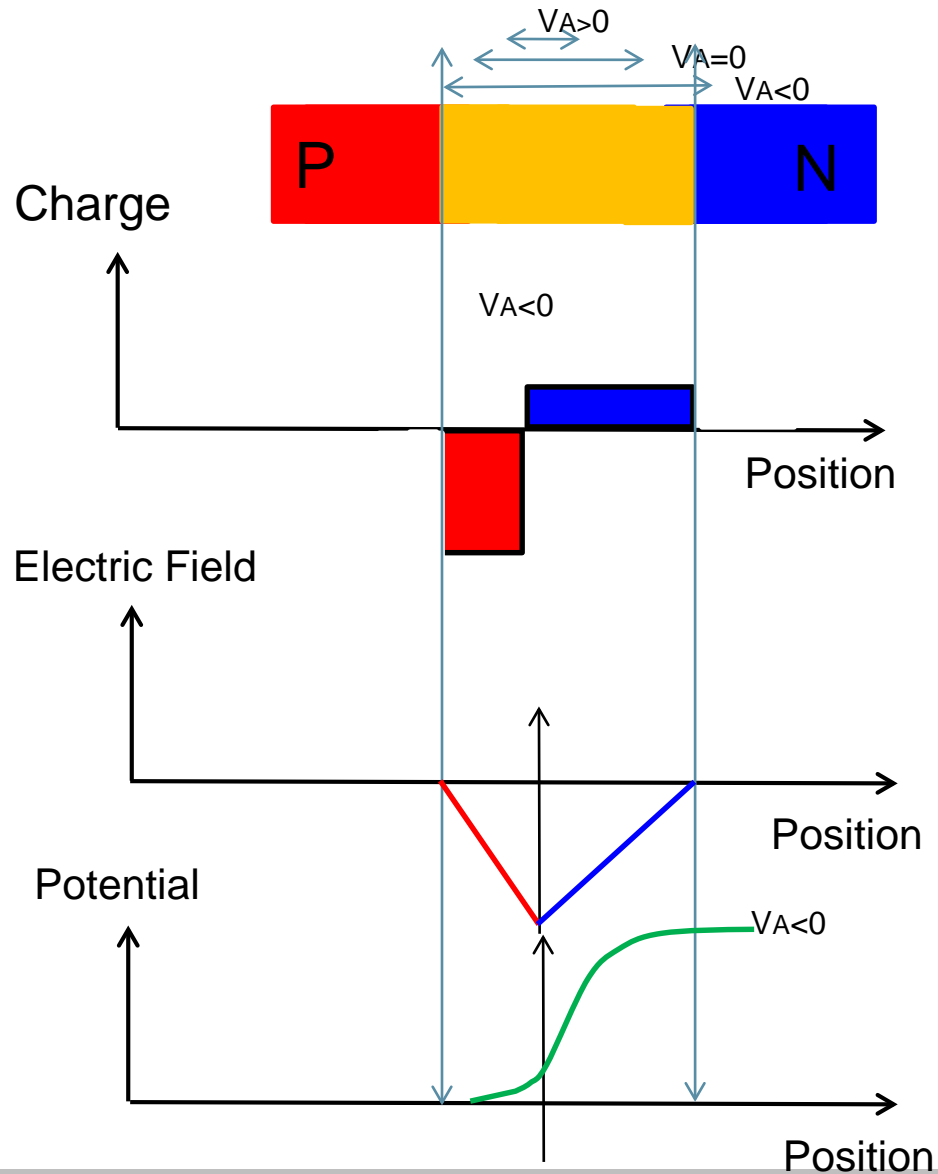 VA>0
VA=0
VA<0
P
N
Charge
VA<0
Position
Electric Field
Position
Potential
VA<0
Position